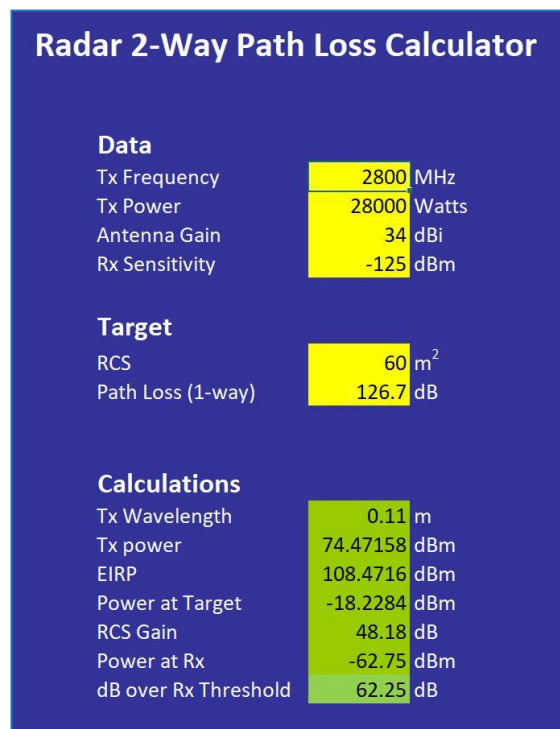 Radar 2-Way Path Loss Calculator
Data
Tx Frequency 2800 MHz
Tx Power 28000 Watts
Antenna Gain 34 dBi
Rx Sensitivity -125 dBm
Target
RCS 60 m²
Path Loss (1-way) 126.7 dB
Calculations
Tx Wavelength 0.11 m
Tx power 74.47158 dBm
EIRP 108.4716 dBm
Power at Target -18.2284 dBm
RCS Gain 48.18 dB
Power at Rx -62.75 dBm
dB over Rx Threshold 62.25 dB